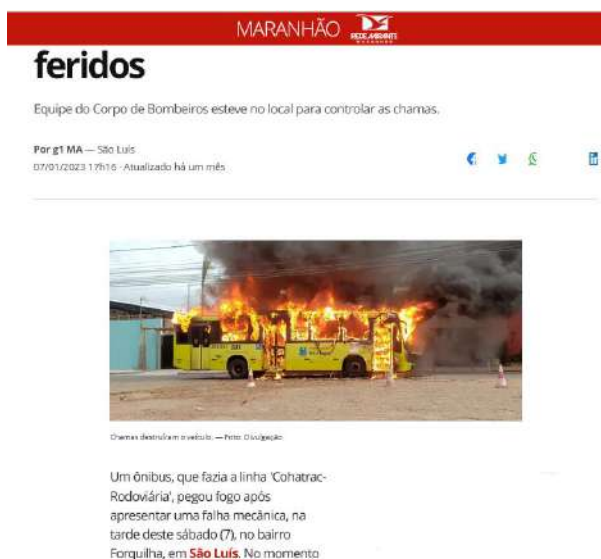 MARANHÃO
REDE MIRANTE
feridos
Equipe do Corpo de Bombeiros esteve no local para controlar as chamas.
Por g1 MA — São Luís
07/01/2023 17h16 · Atualizado há um mês
Chamas destruíram o veículo. — Foto: Divulgação
Um ônibus, que fazia a linha 'Cohatrac-
Rodoviária', pegou fogo após
apresentar uma falha mecânica, na
tarde deste sábado (7), no bairro
Forquilha, em São Luís. No momento